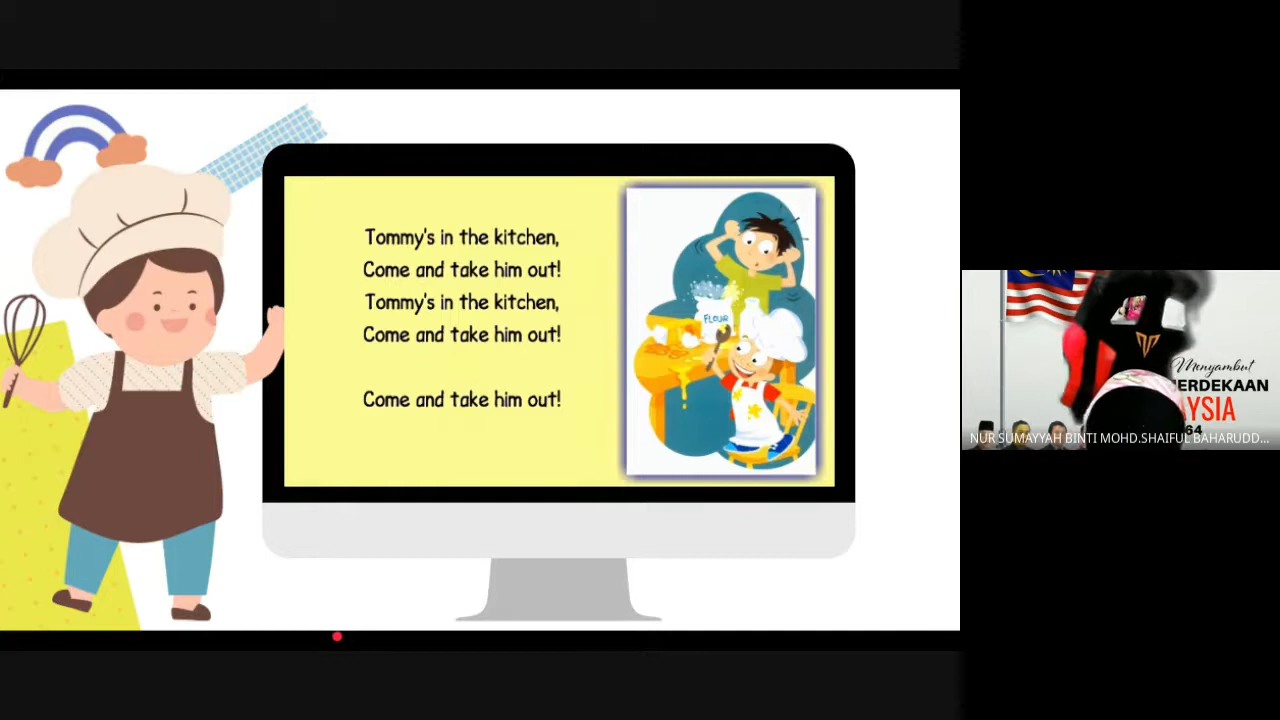 Tommy's in the kitchen,
Come and take him out!
Tommy's in the kitchen,
Come and take him out!
Come and take him out!
FLOUR
Menyambut
ERDEKAAN
YSIA
64
NUR SUMAYYAH BINTI MOHD.SHAIFUL BAHARUDD...